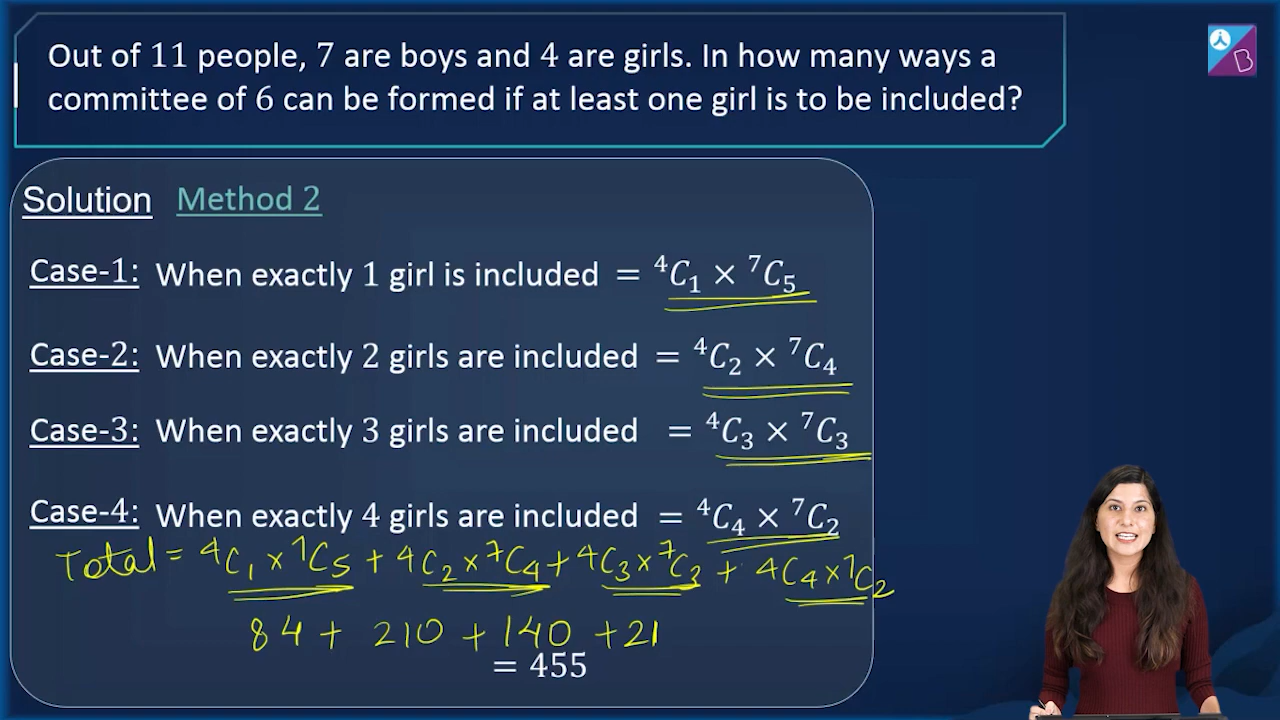 Out of 11 people, 7 are boys and 4 are girls. In how many ways a
committee of 6 can be formed if at least one girl is to be included?
B
Solution Method 2
Case-1: When exactly 1 girl is included = ⁴C₁ × ⁷C₅
Case-2: When exactly 2 girls are included = ⁴C₂ × ⁷C₄
Case-3: When exactly 3 girls are included = ⁴C₃ × ⁷C₃
Case-4: When exactly 4 girls are included = ⁴C₄ × ⁷C₂
Total = ⁴C₁ × ⁷C₅ + ⁴C₂ × ⁷C₄ + ⁴C₃ × ⁷C₃ + ⁴C₄ × ⁷C₂
84 + 210 + 140 + 21
= 455